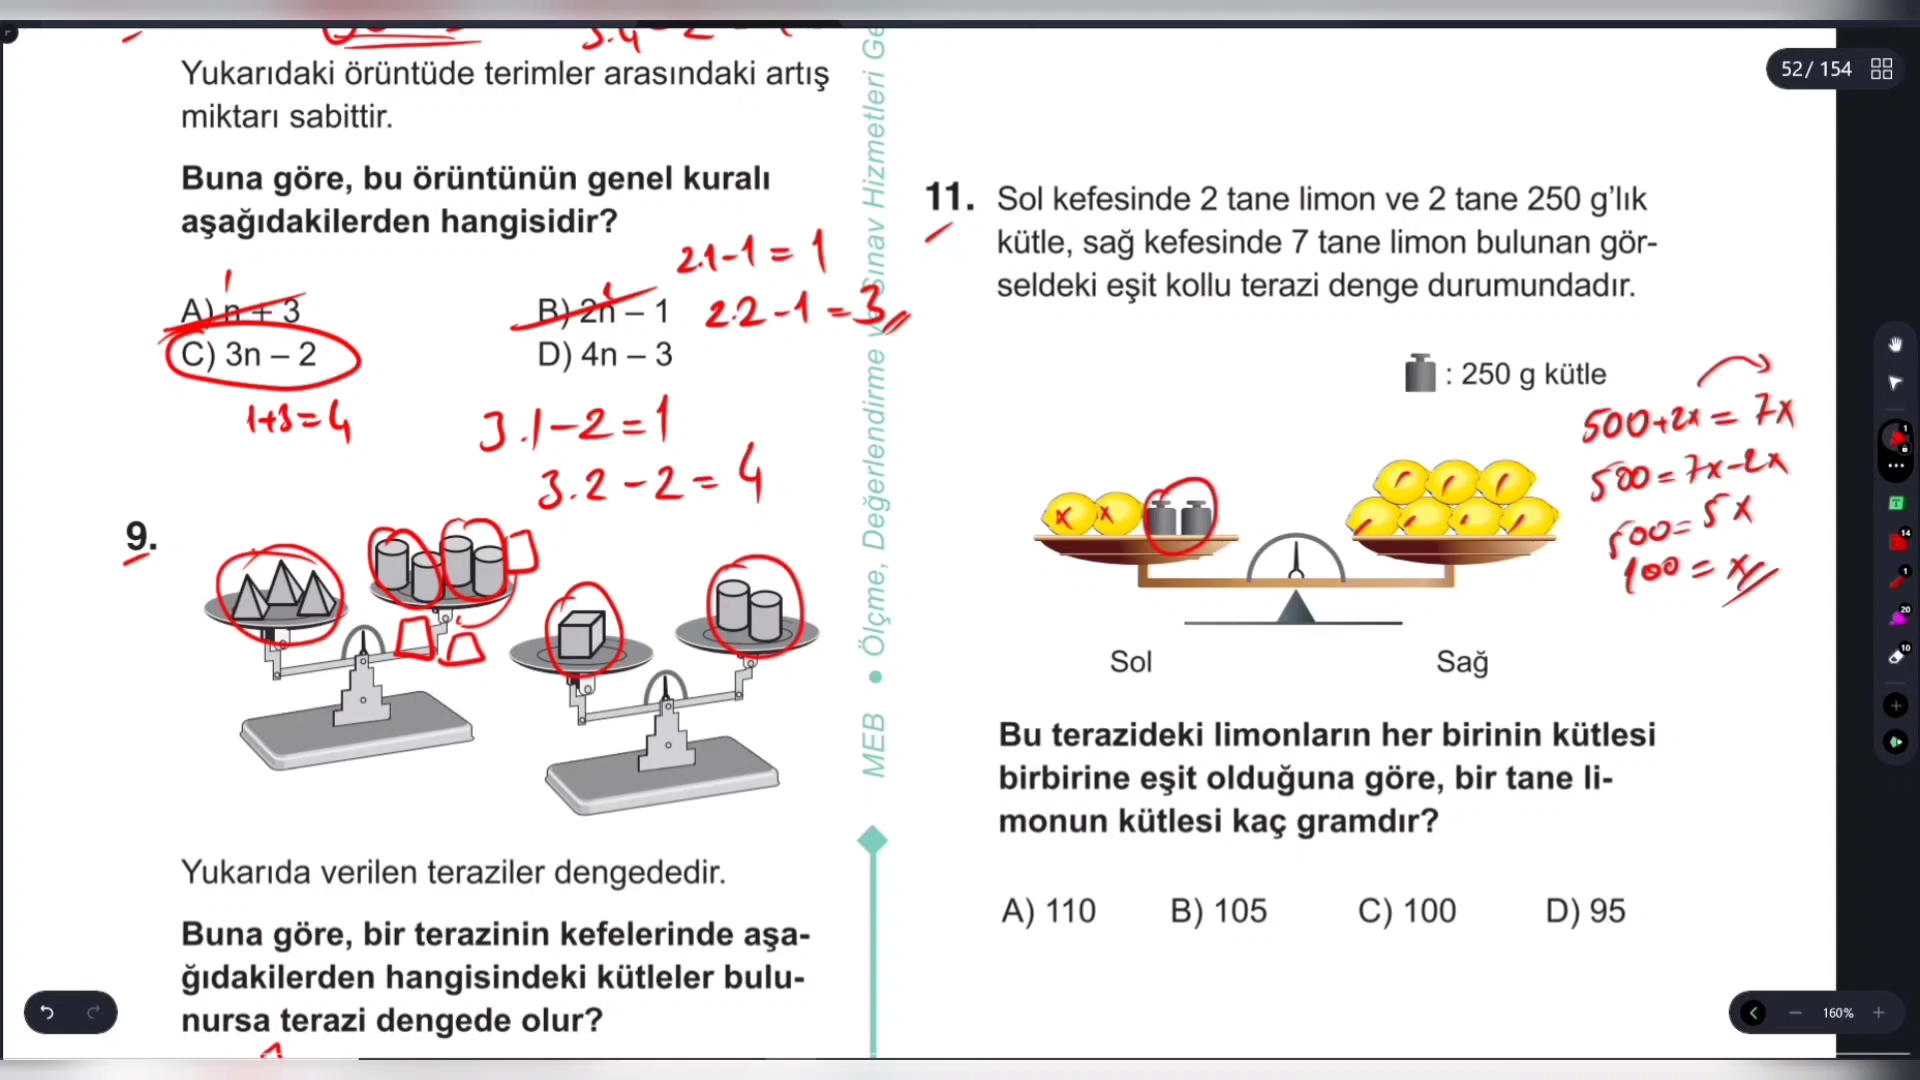 Yukarıdaki örüntüde terimler arasındaki artış
miktarı sabittir.
Buna göre, bu örüntünün genel kuralı
aşağıdakilerden hangisidir?
A) n + 3
B) 2n – 1
C) 3n – 2
D) 4n – 3
2.1-1 = 1
2.2-1 = 3
1+3=4
3.1-2=1
3.2-2=4
9.
Yukarıda verilen teraziler dengededir.
Buna göre, bir terazinin kefelerinde aşa-
ğıdakilerden hangisindeki kütleler bulu-
nursa terazi dengede olur?
MEB ● Ölçme, Değerlendirme ve Sınav Hizmetleri Ge
11. Sol kefesinde 2 tane limon ve 2 tane 250 g'lık
kütle, sağ kefesinde 7 tane limon bulunan gör-
seldeki eşit kollu terazi denge durumundadır.
: 250 g kütle
500+2x = 7x
500=7x-2x
500=5x
100=x
x x
Sol
Sağ
Bu terazideki limonların her birinin kütlesi
birbirine eşit olduğuna göre, bir tane li-
monun kütlesi kaç gramdır?
A) 110
B) 105
C) 100
D) 95
52/ 154
1
14
1
20
10
160%